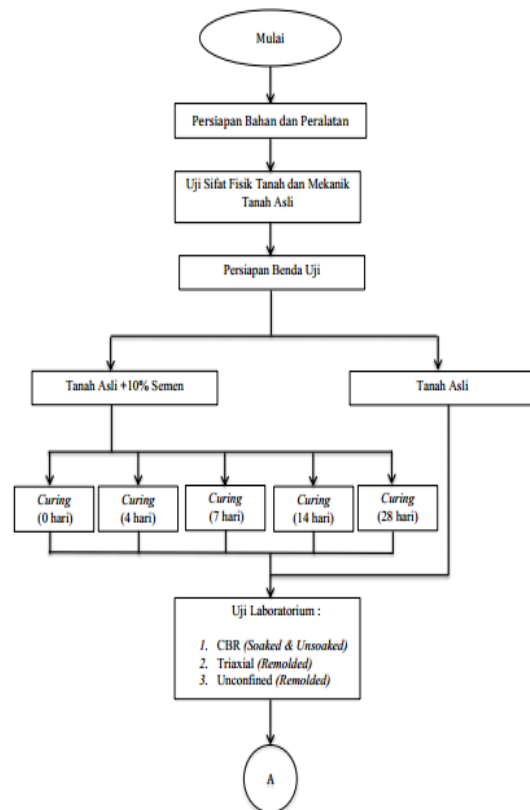 Mulai
Persiapan Bahan dan Peralatan
Uji Sifat Fisik Tanah dan Mekanik
Tanah Asli
Persiapan Benda Uji
Tanah Asli +10% Semen
Tanah Asli
Curing
(0 hari)
Curing
(4 hari)
Curing
(7 hari)
Curing
(14 hari)
Curing
(28 hari)
Uji Laboratorium :
1. CBR (Soaked & Unsoaked)
2. Triaxial (Remolded)
3. Unconfined (Remolded)
A